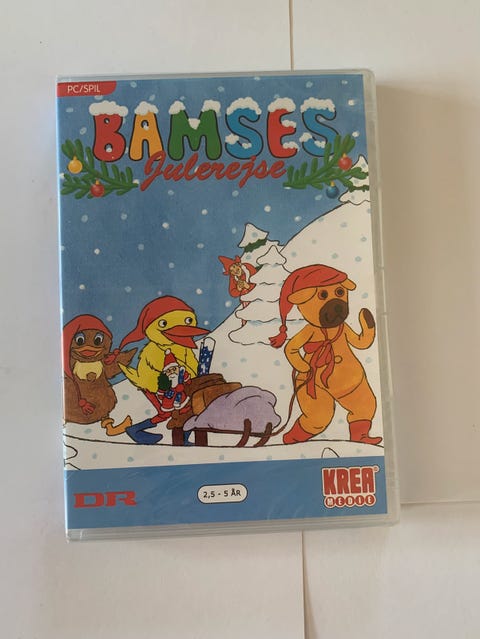 PC/SPIL
BAMSES
Julerejse
DR
2,5 - 5 ÅR
KREA®
MEDIE